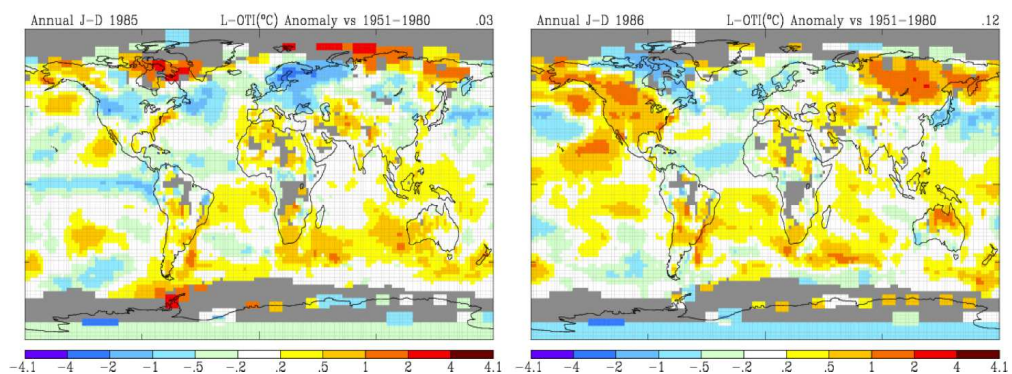 Annual J-D 1985 L-OTI(°C) Anomaly vs 1951-1980 .03
-4.1 -4 -2 -1 -.5 -.2 .2 .5 1 2 4 4.1
Annual J-D 1986 L-OTI(°C) Anomaly vs 1951-1980 .12
-4.1 -4 -2 -1 -.5 -.2 .2 .5 1 2 4 4.1